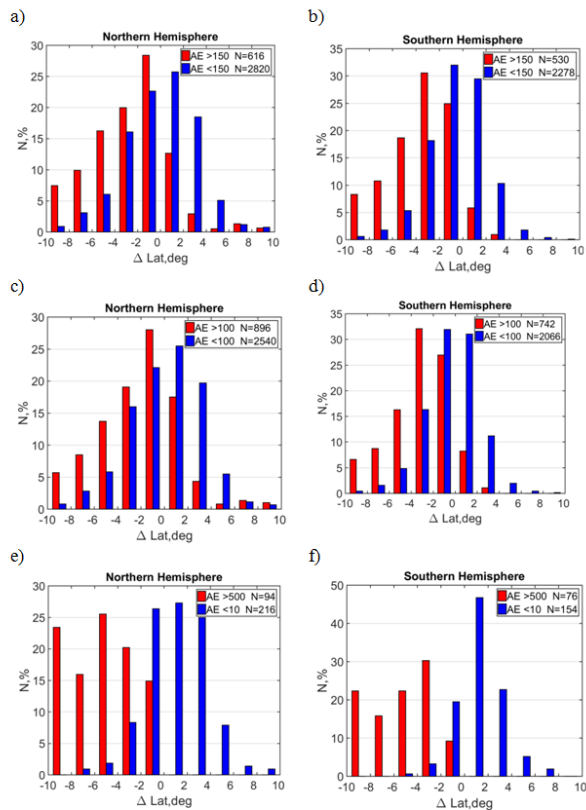 a)
Northern Hemisphere
AE >150 N=616
AE <150 N=2820
30
25
20
15
10
5
0
N,%
-10 -8 -6 -4 -2 0 2 4 6 8 10
Δ Lat,deg
b)
Southern Hemisphere
AE >150 N=530
AE <150 N=2278
35
30
25
20
15
10
5
0
N,%
-10 -8 -6 -4 -2 0 2 4 6 8 10
Δ Lat,deg
c)
Northern Hemisphere
AE >100 N=896
AE <100 N=2540
30
25
20
15
10
5
0
N,%
-10 -8 -6 -4 -2 0 2 4 6 8 10
Δ Lat,deg
d)
Southern Hemisphere
AE >100 N=742
AE <100 N=2066
35
30
25
20
15
10
5
0
N,%
-10 -8 -6 -4 -2 0 2 4 6 8 10
Δ Lat,deg
e)
Northern Hemisphere
AE >500 N=94
AE <10 N=216
30
25
20
15
10
5
0
N,%
-10 -8 -6 -4 -2 0 2 4 6 8 10
Δ Lat,deg
f)
Southern Hemisphere
AE >500 N=76
AE <10 N=154
50
40
30
20
10
0
N,%
-10 -8 -6 -4 -2 0 2 4 6 8 10
Δ Lat,deg